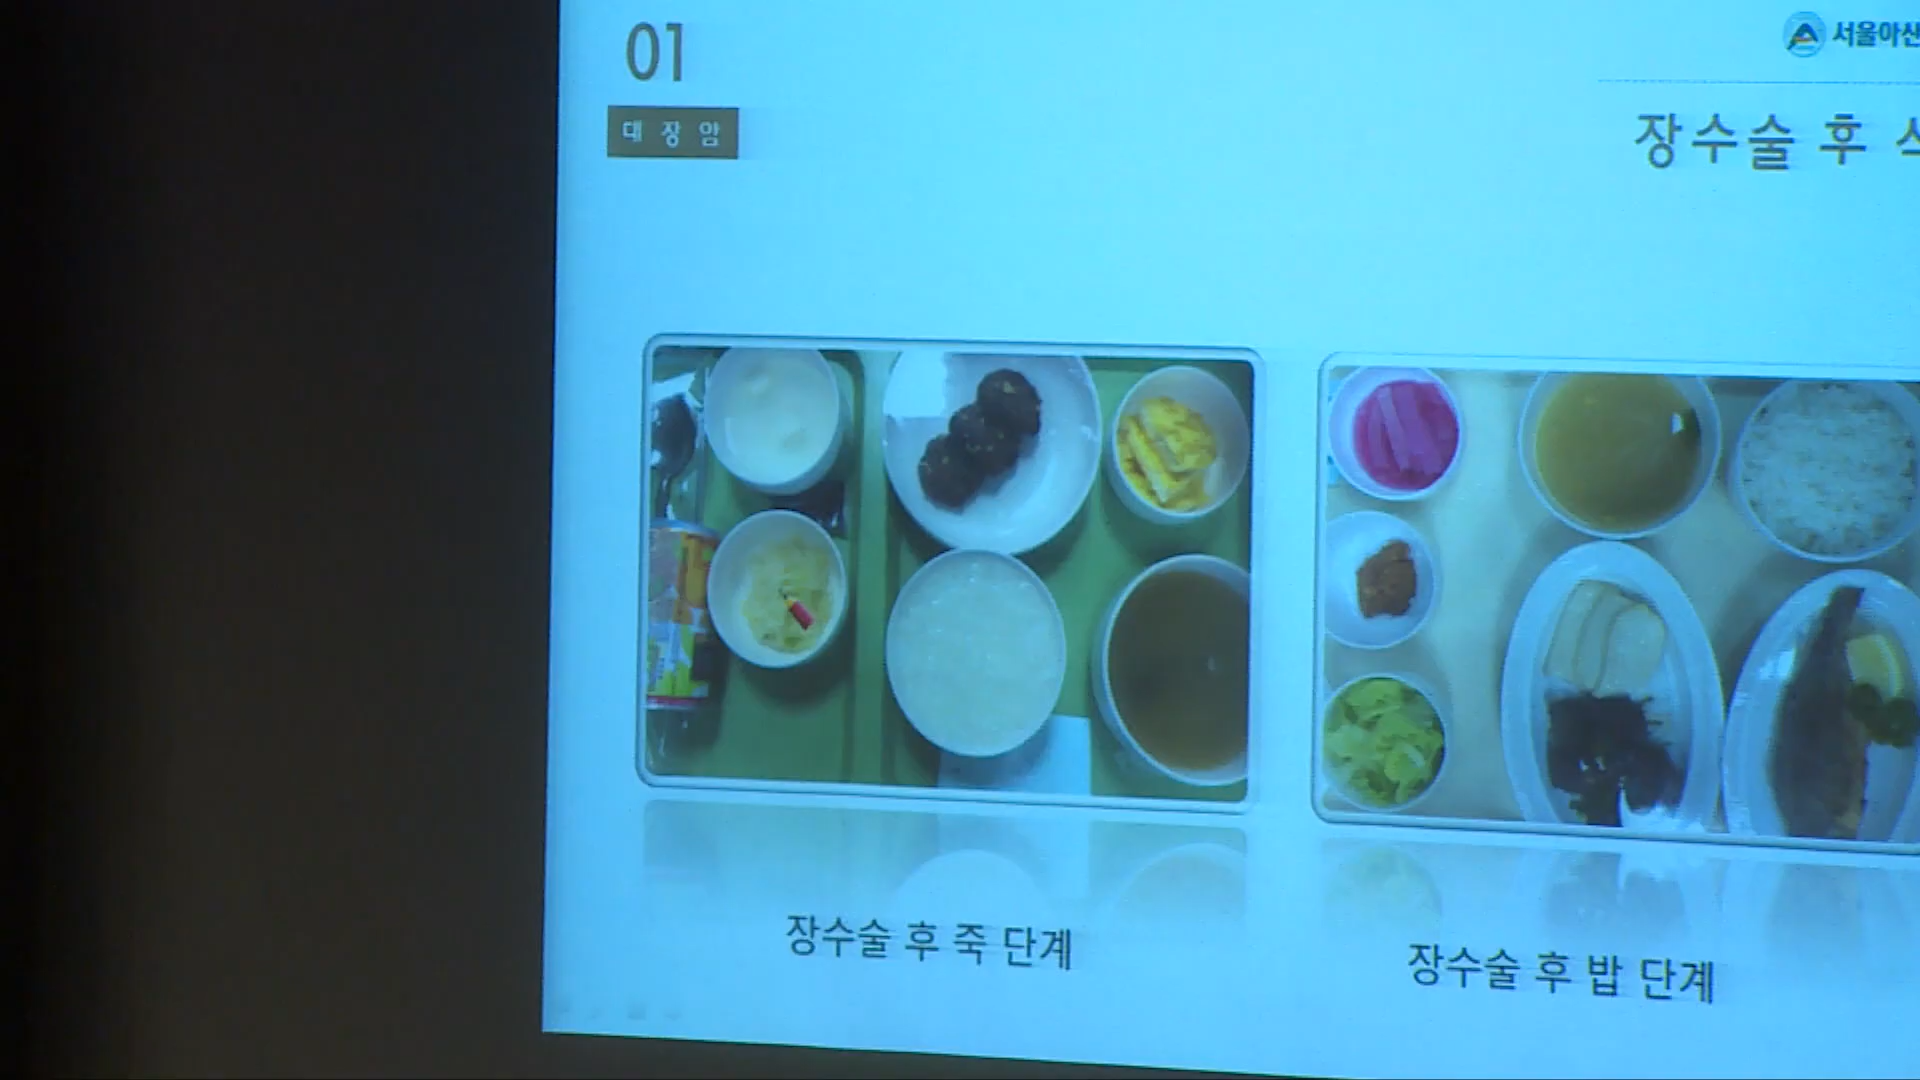 01
서울아산
대장암
장수술 후
장수술 후 죽 단계
장수술 후 밥 단계